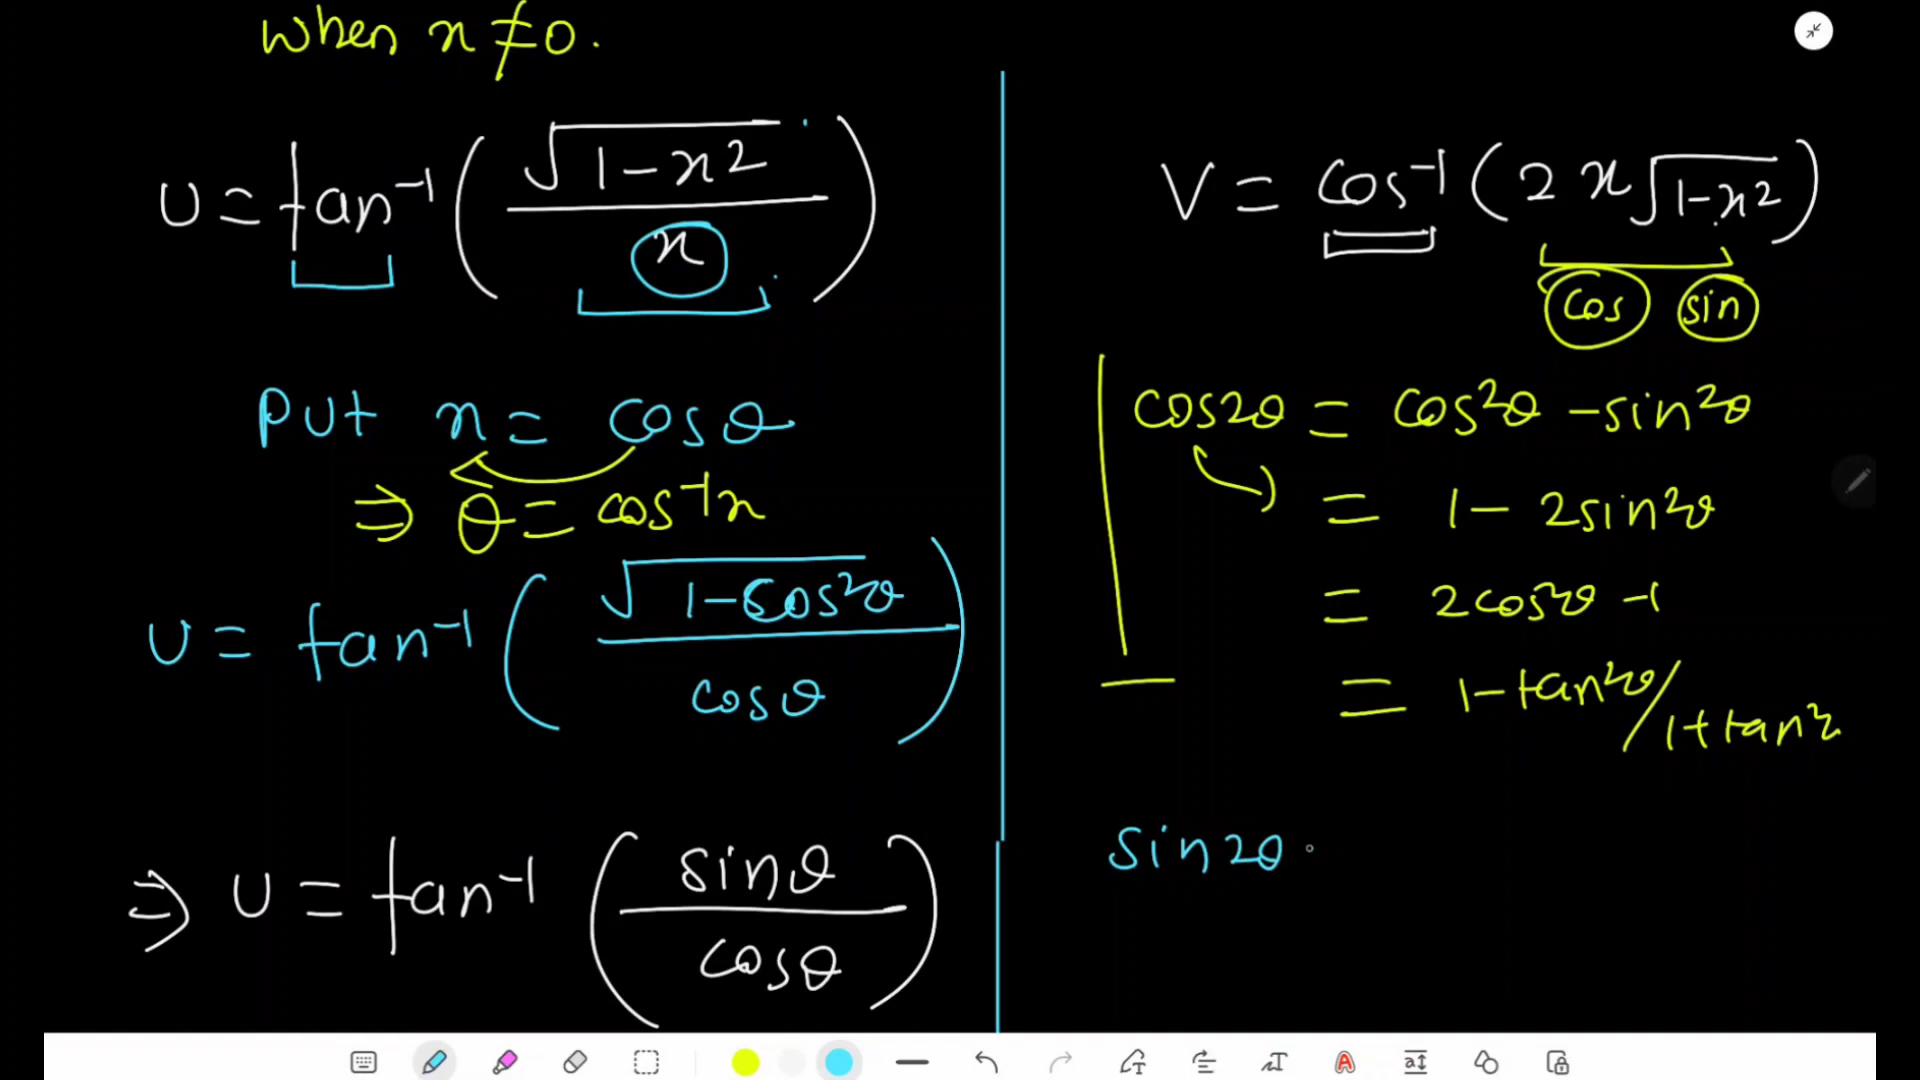 When x ≠ 0.
U = tan⁻¹ ( √(1-x²) / x )
Put x = cosθ
⇒ θ = cos⁻¹x
U = tan⁻¹ ( √(1-cos²θ) / cosθ )
⇒ U = tan⁻¹ ( sinθ / cosθ )
V = cos⁻¹ ( 2x√(1-x²) )
cos sin
cos2θ = cos²θ - sin²θ
= 1 - 2sin²θ
= 2cos²θ - 1
= 1 - tan²θ / 1 + tan²
sin2θ